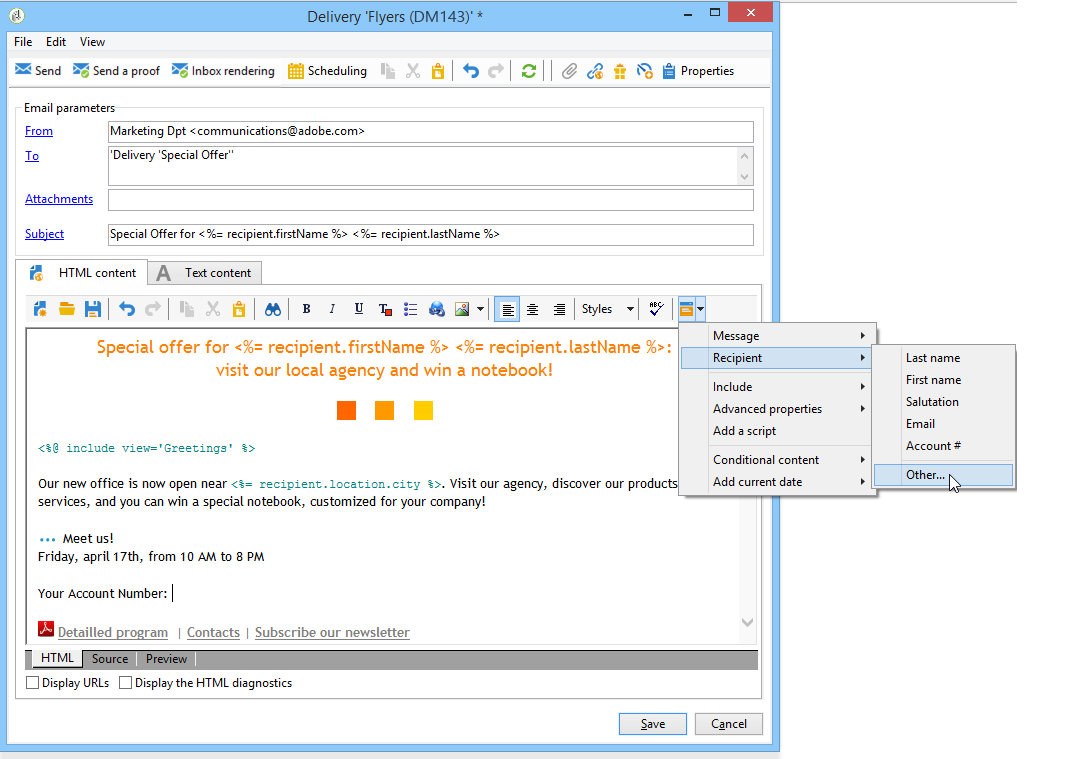 Delivery 'Flyers (DM143)' *
File Edit View
Send Send a proof Inbox rendering Scheduling Properties
Email parameters
From Marketing Dpt <communications@adobe.com>
To 'Delivery 'Special Offer''
Attachments
Subject Special Offer for <%= recipient.firstName %> <%= recipient.lastName %>
HTML content A Text content
B I U T Styles ABC
Special offer for <%= recipient.firstName %> <%= recipient.lastName %>:
visit our local agency and win a notebook!
<%@ include view='Greetings' %>
Our new office is now open near <%= recipient.location.city %>. Visit our agency, discover our products
services, and you can win a special notebook, customized for your company!
... Meet us!
Friday, april 17th, from 10 AM to 8 PM
Your Account Number:
Detailled program | Contacts | Subscribe our newsletter
HTML Source Preview
Display URLs Display the HTML diagnostics
Save Cancel
Message
Recipient
Include
Advanced properties
Add a script
Conditional content
Add current date
Last name
First name
Salutation
Email
Account #
Other...